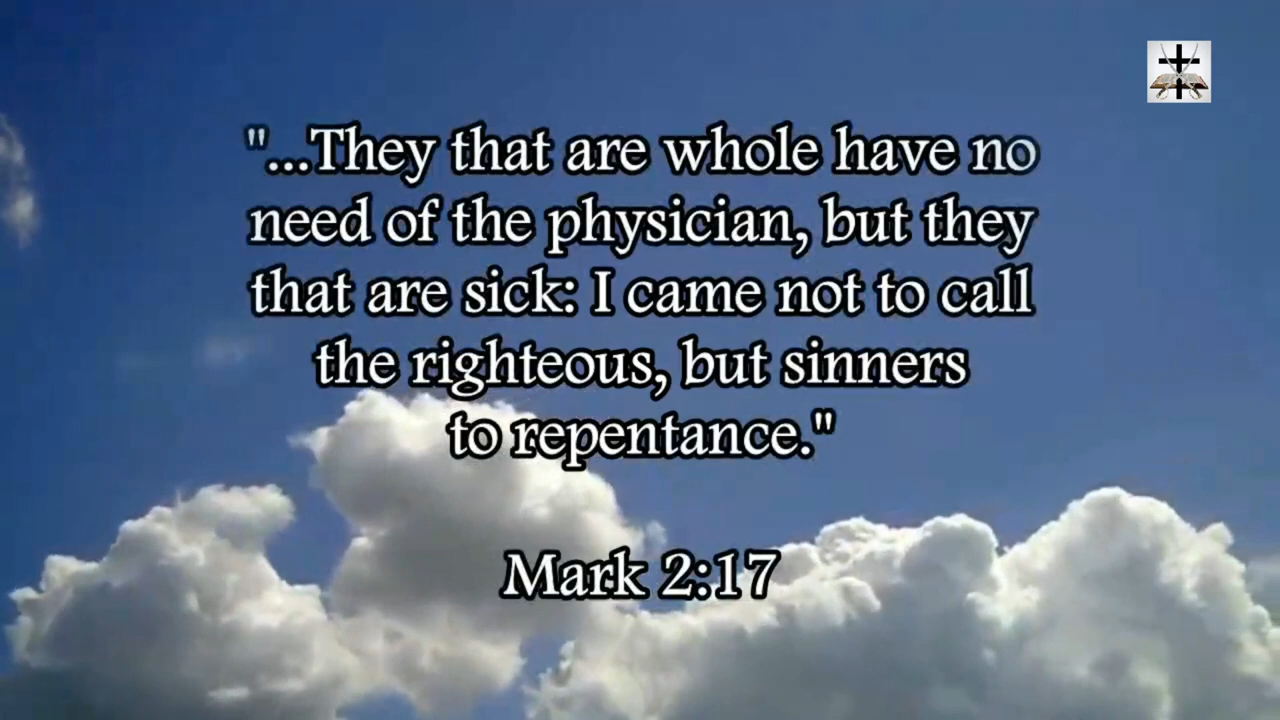 "...They that are whole have no
need of the physician, but they
that are sick: I came not to call
the righteous, but sinners
to repentance."
Mark 2:17